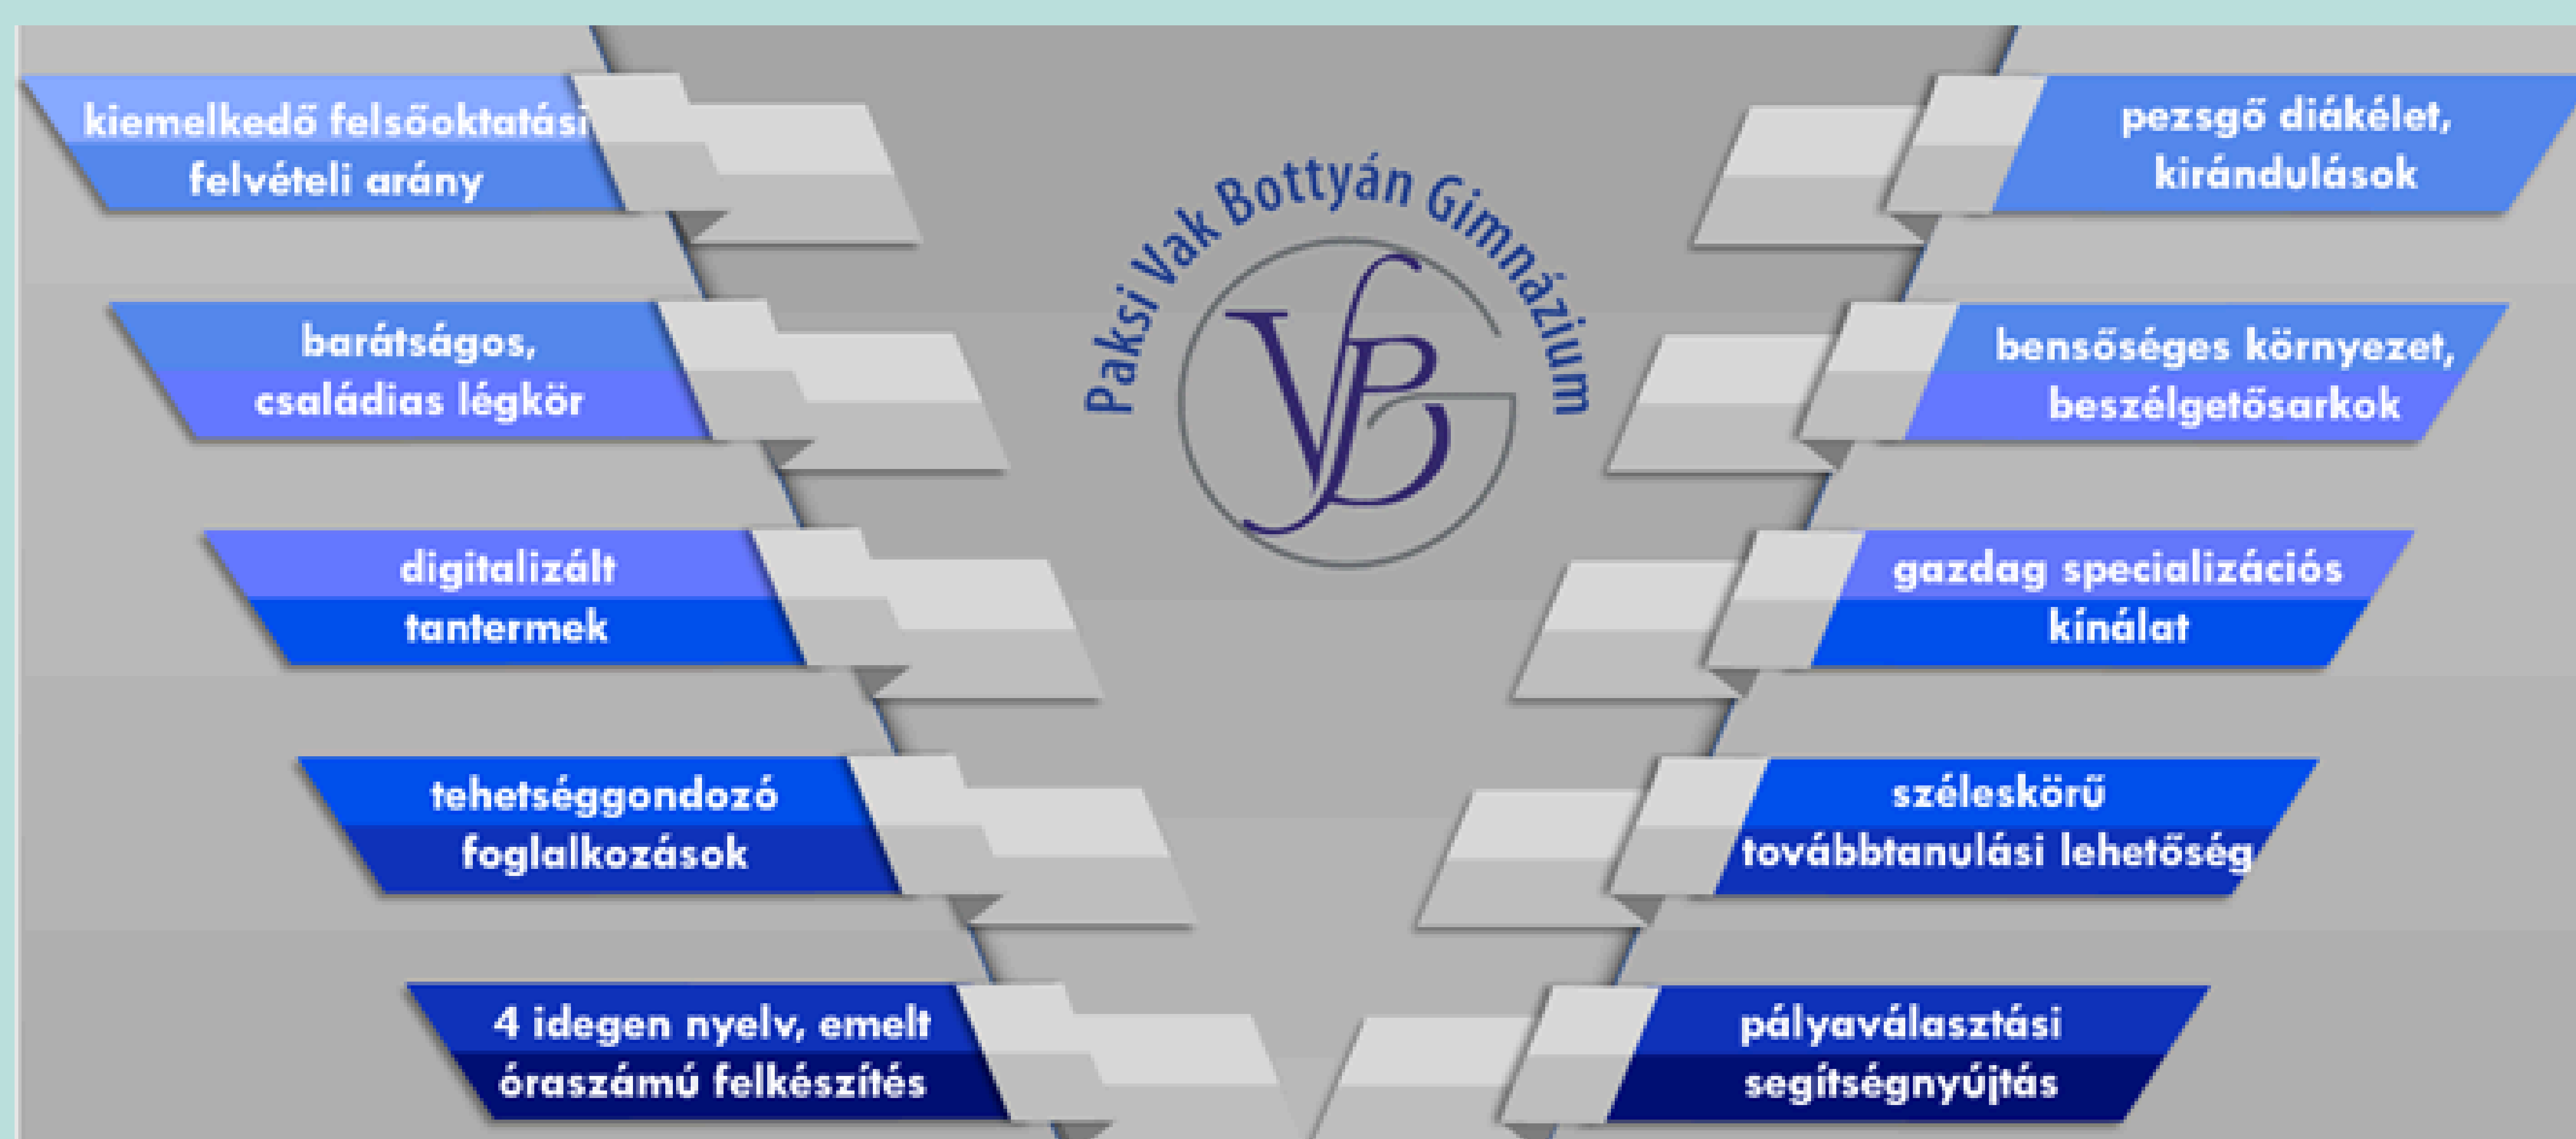 kiemelkedő felsőoktatási
felvételi arány
barátságos,
családias légkör
digitalizált
tantermek
tehetséggondozó
foglalkozások
4 idegen nyelv, emelt
óraszámú felkészítés
Paksi Vak Bottyán Gimnázium
VBG
pezsgő diákélet,
kirándulások
bensőséges környezet,
beszélgetősarkok
gazdag specializációs
kínálat
széleskörű
továbbtanulási lehetőség
pályaválasztási
segítségnyújtás